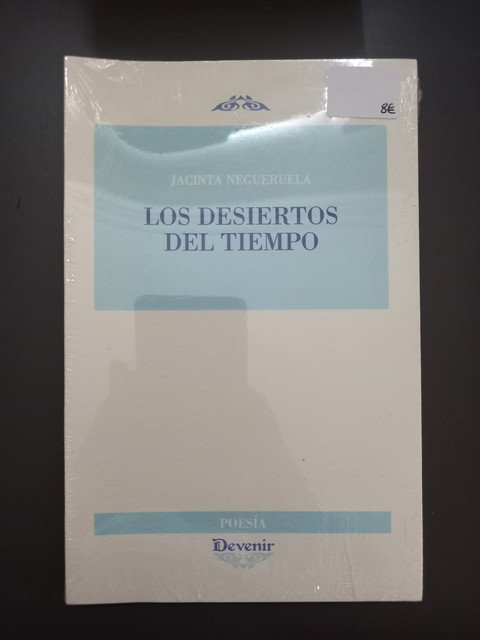 8€
JACINTA NEGUERUELA
LOS DESIERTOS
DEL TIEMPO
POESÍA
Devenir